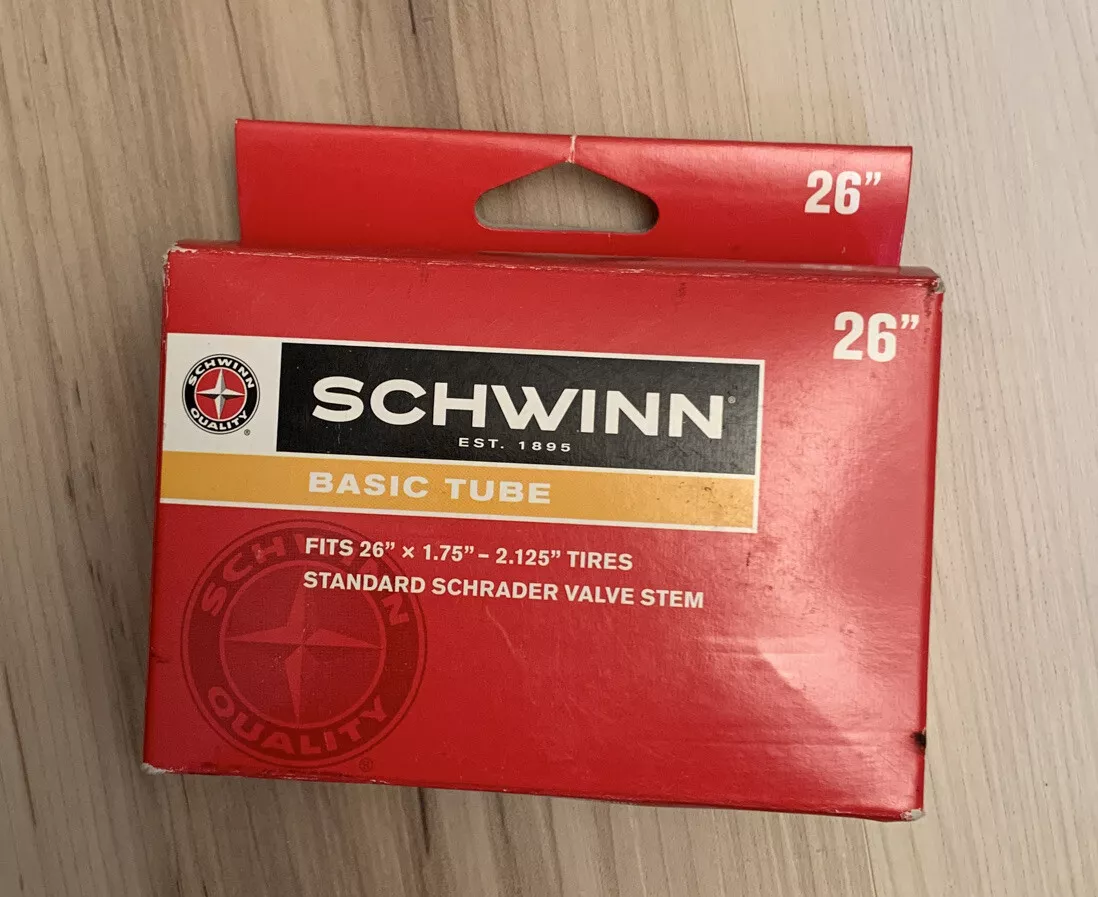 26”
26”
SCHWINN QUALITY ®
SCHWINN®
EST. 1895
BASIC TUBE
FITS 26” × 1.75” – 2.125” TIRES
STANDARD SCHRADER VALVE STEM
SCHWINN
QUALITY ®